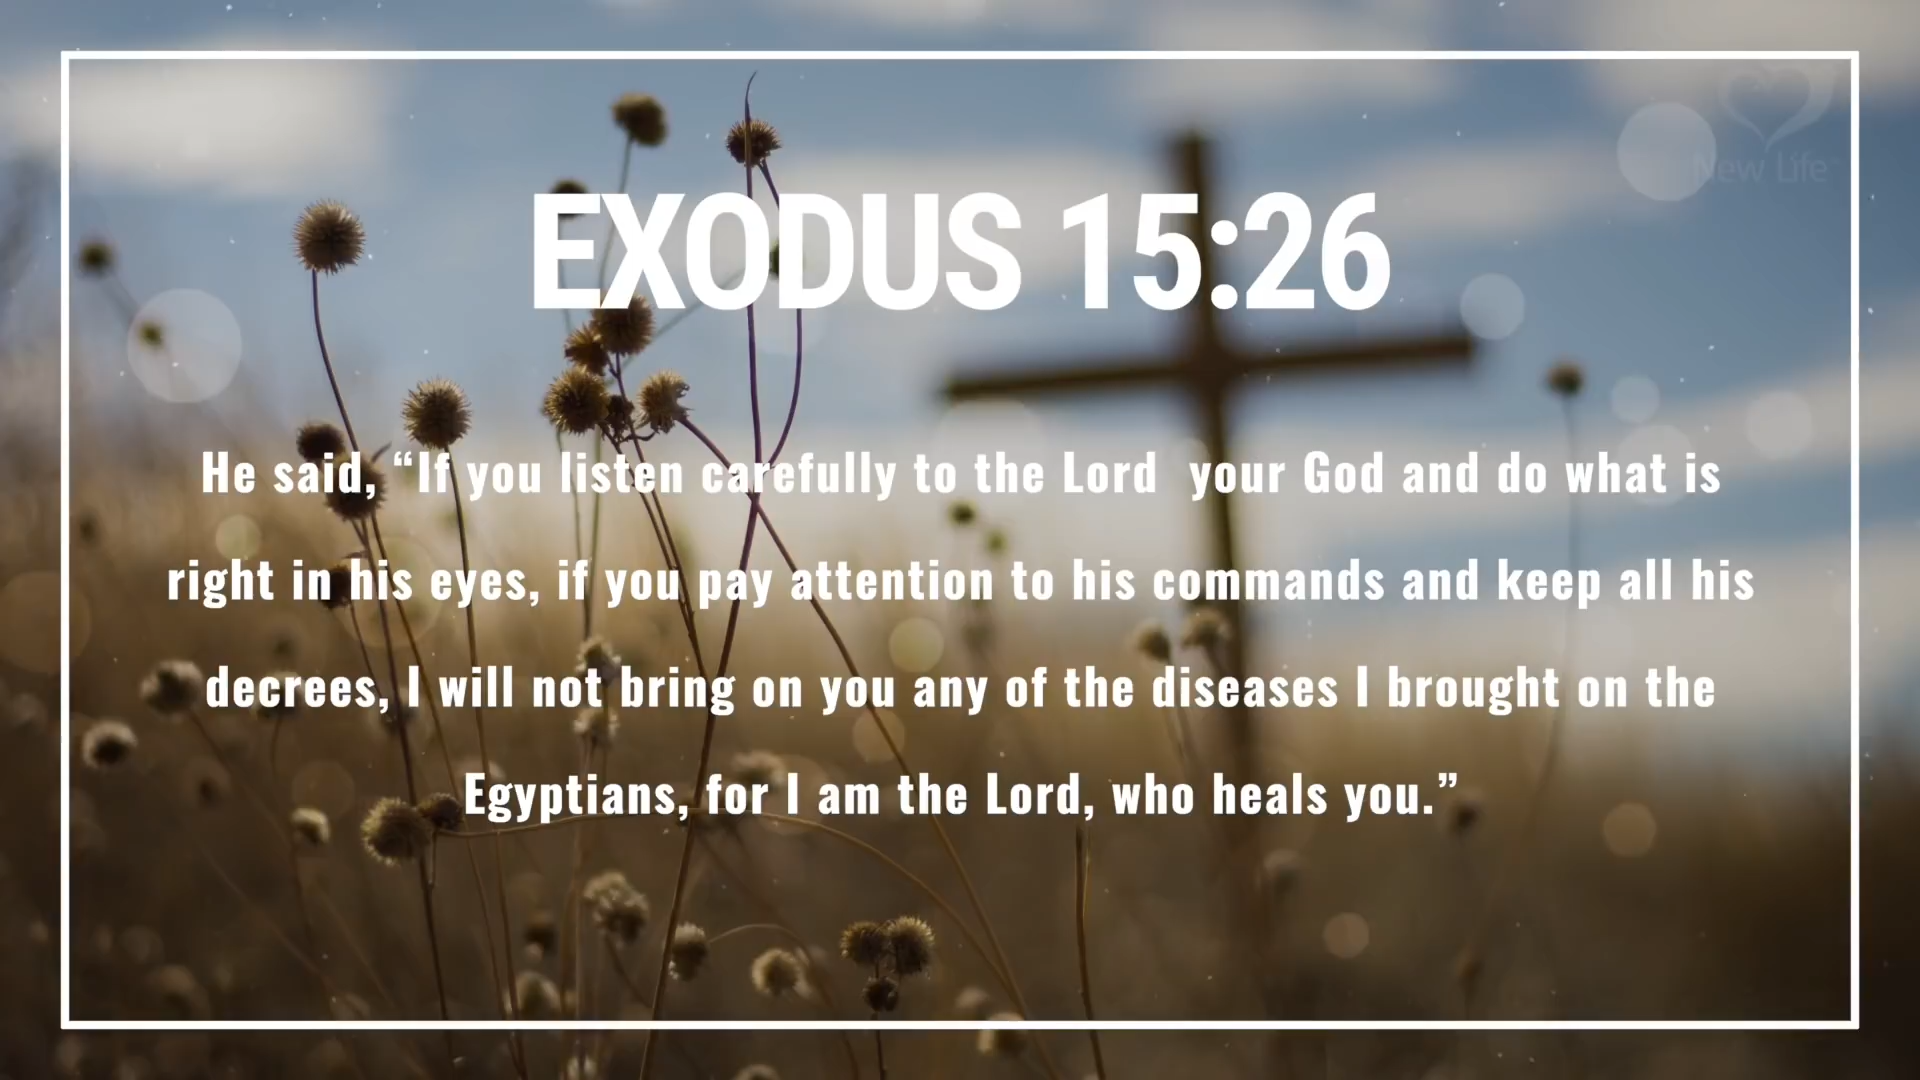 New Life
EXODUS 15:26
He said, “If you listen carefully to the Lord  your God and do what is
right in his eyes, if you pay attention to his commands and keep all his
decrees, I will not bring on you any of the diseases I brought on the
Egyptians, for I am the Lord, who heals you.”